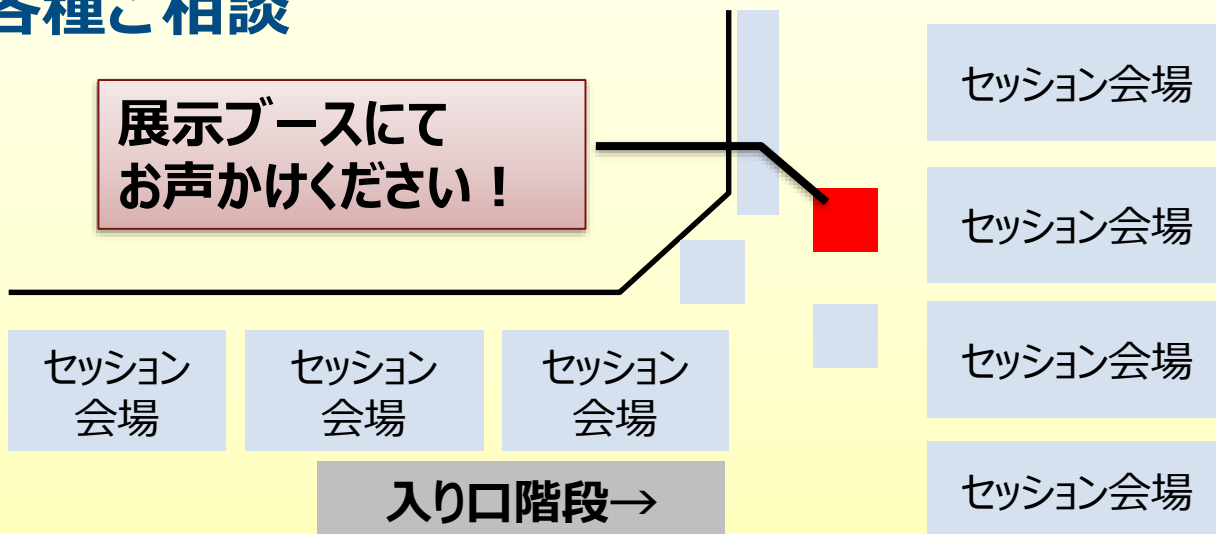 各種ご相談
展示ブースにて
お声かけください！
セッション会場
セッション会場
セッション会場
セッション会場
セッション
会場
セッション
会場
セッション
会場
入り口階段→